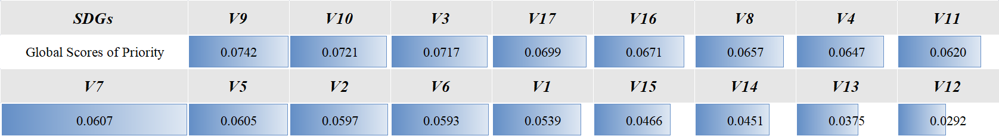 SDGs V9 V10 V3 V17 V16 V8 V4 V11
Global Scores of Priority 0.0742 0.0721 0.0717 0.0699 0.0671 0.0657 0.0647 0.0620
V7 V5 V2 V6 V1 V15 V14 V13 V12
0.0607 0.0605 0.0597 0.0593 0.0539 0.0466 0.0451 0.0375 0.0292